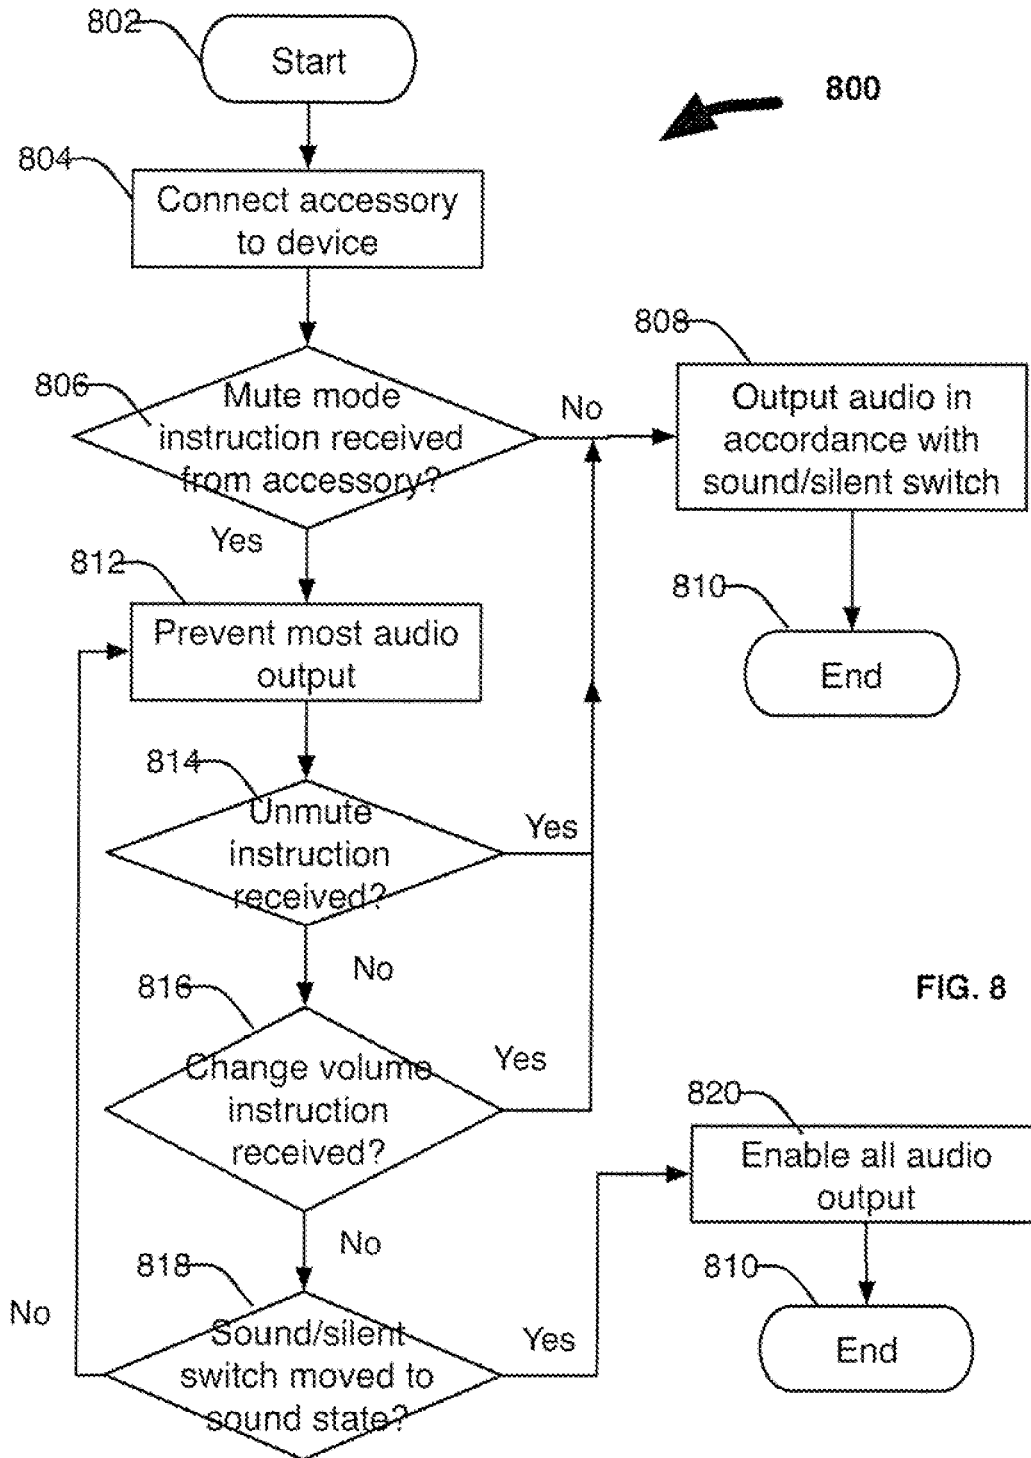 802
Start
800
804
Connect accessory
to device
808
806
Mute mode
instruction received
from accessory?
No
Output audio in
accordance with
sound/silent switch
Yes
812
Prevent most audio
output
810
End
814
Unmute
instruction
received?
Yes
No
816
Change volume
instruction
received?
Yes
FIG. 8
820
Enable all audio
output
No
818
Sound/silent
switch moved to
sound state?
No
Yes
810
End